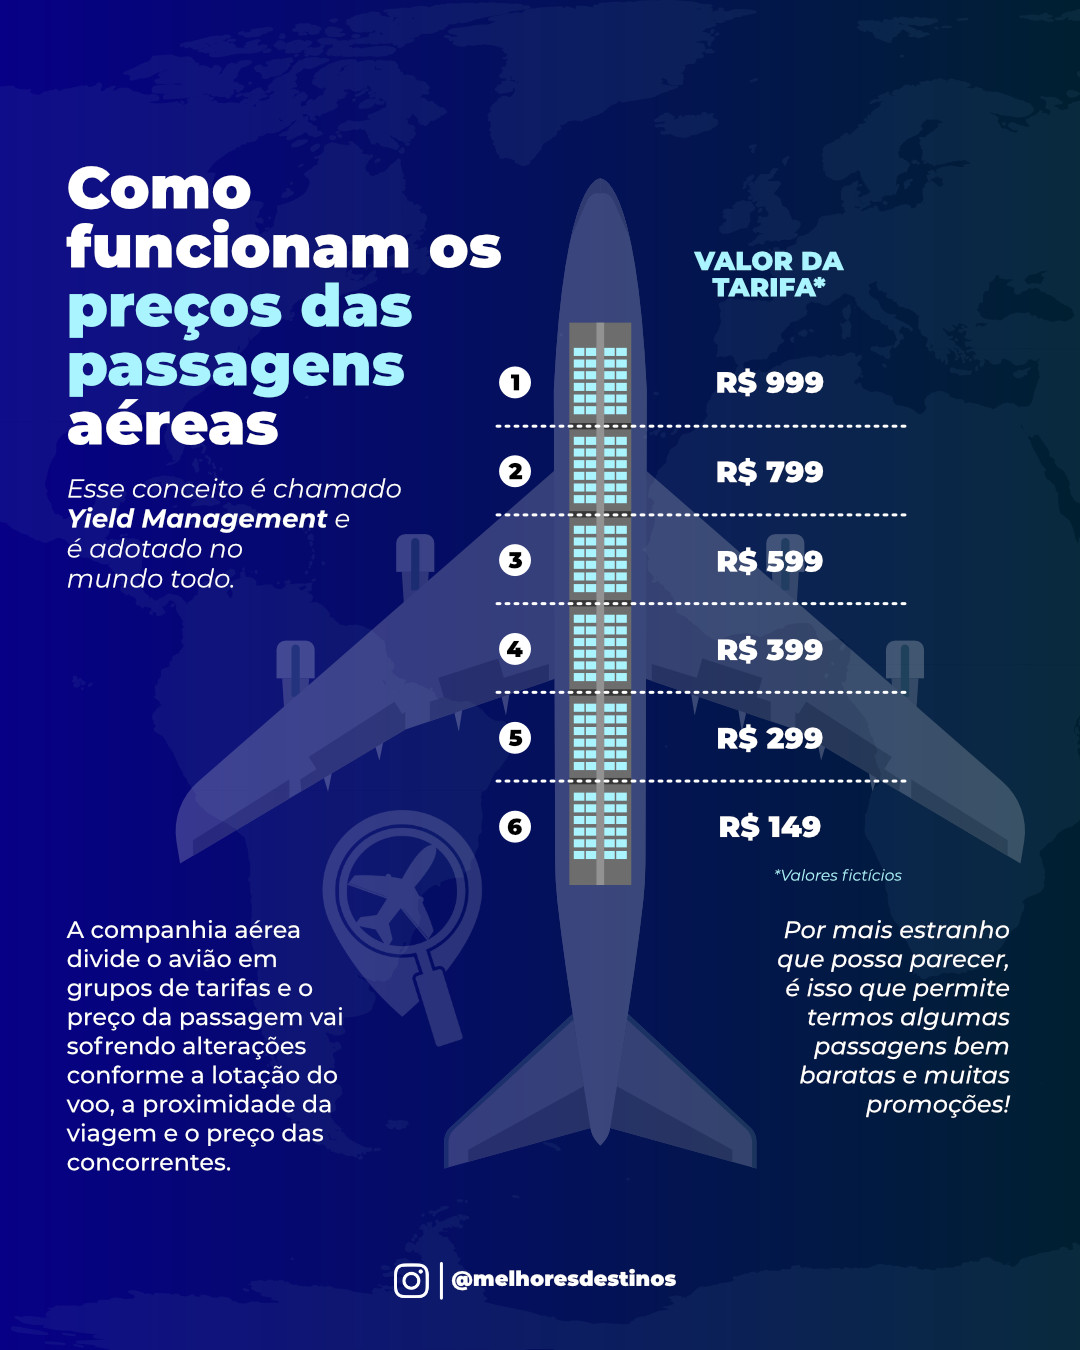 Como
funcionam os
preços das
passagens
aéreas
Esse conceito é chamado
Yield Management e
é adotado no
mundo todo.
VALOR DA
TARIFA*
1 R$ 999
2 R$ 799
3 R$ 599
4 R$ 399
5 R$ 299
6 R$ 149
*Valores fictícios
A companhia aérea
divide o avião em
grupos de tarifas e o
preço da passagem vai
sofrendo alterações
conforme a lotação do
voo, a proximidade da
viagem e o preço das
concorrentes.
Por mais estranho
que possa parecer,
é isso que permite
termos algumas
passagens bem
baratas e muitas
promoções!
@melhoresdestinos